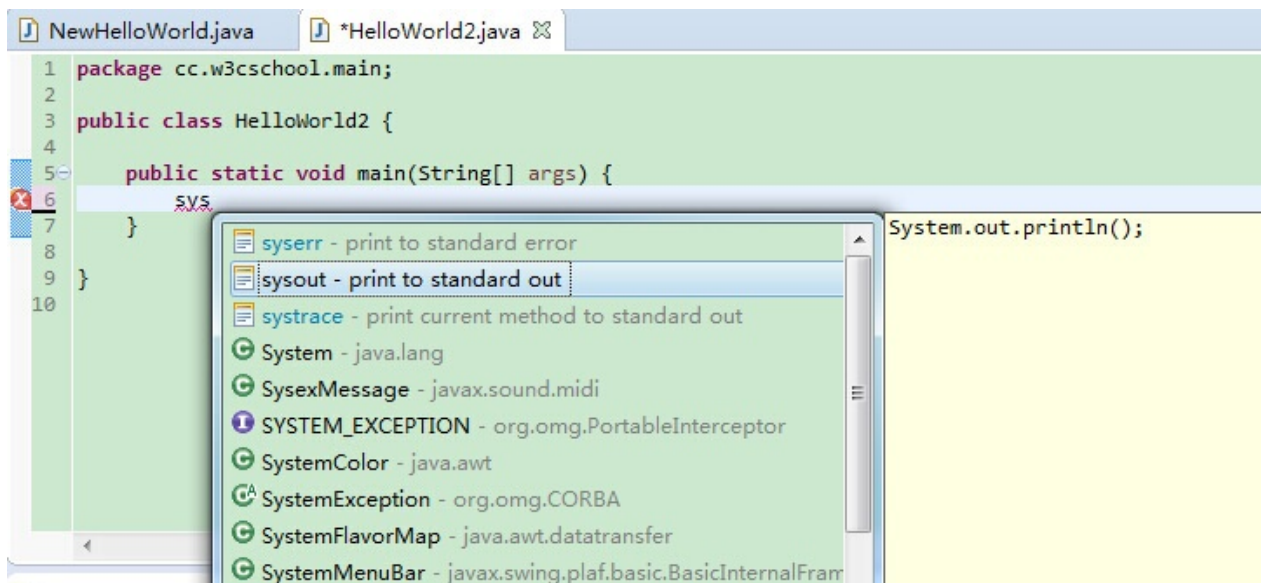 NewHelloWorld.java
*HelloWorld2.java
1 package cc.w3cschool.main;
2
3 public class HelloWorld2 {
4
5 public static void main(String[] args) {
6 sys
7 }
8
9 }
10
syserr - print to standard error
sysout - print to standard out
systrace - print current method to standard out
System - java.lang
SysexMessage - javax.sound.midi
SYSTEM_EXCEPTION - org.omg.PortableInterceptor
SystemColor - java.awt
SystemException - org.omg.CORBA
SystemFlavorMap - java.awt.datatransfer
SystemMenuBar - javax.swing.plaf.basic.BasicInternalFram
System.out.println();